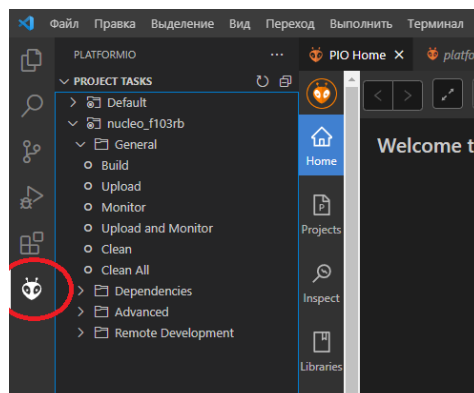 Файл Правка Выделение Вид Переход Выполнить Терминал
PLATFORMIO
PIO Home
PROJECT TASKS
Default
nucleo_f103rb
General
Build
Upload
Monitor
Upload and Monitor
Clean
Clean All
Dependencies
Advanced
Remote Development
Home
Projects
Inspect
Libraries
Welcome